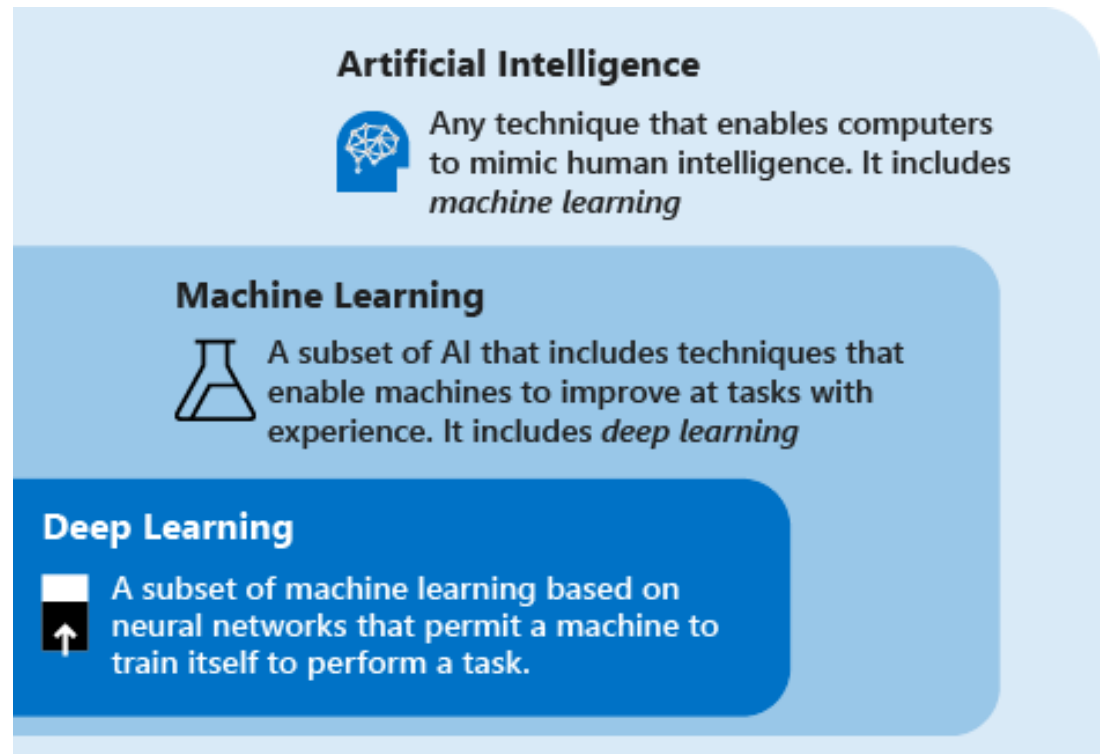 Artificial Intelligence
Any technique that enables computers
to mimic human intelligence. It includes
machine learning
Machine Learning
A subset of AI that includes techniques that
enable machines to improve at tasks with
experience. It includes deep learning
Deep Learning
A subset of machine learning based on
neural networks that permit a machine to
train itself to perform a task.